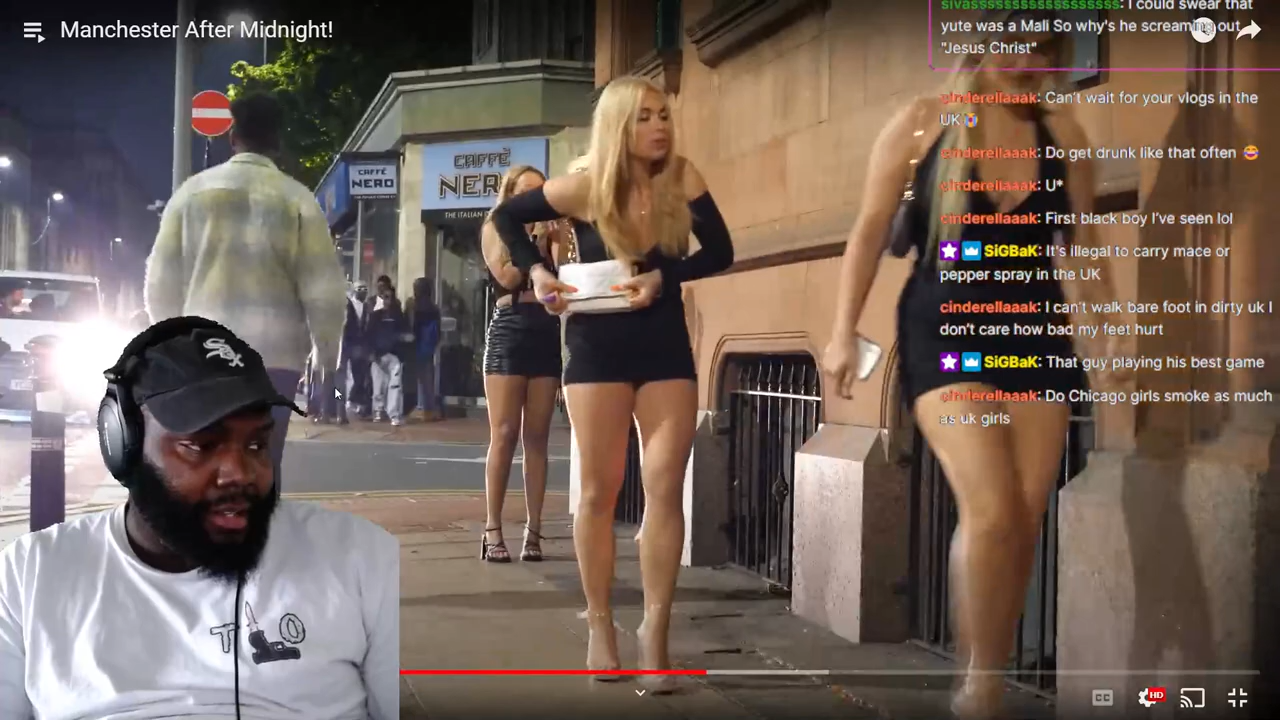 Manchester After Midnight!
sivassssssssssssssssss: I could swear that
yute was a Mali So why's he screaming out
"Jesus Christ"
cinderellaaak: Can't wait for your vlogs in the
UK
cinderellaaak: Do get drunk like that often
cinderellaaak: U*
cinderellaaak: First black boy I've seen lol
SiGBaK: It's illegal to carry mace or
pepper spray in the UK
cinderellaaak: I can't walk bare foot in dirty uk I
don't care how bad my feet hurt
SiGBaK: That guy playing his best game
cinderellaaak: Do Chicago girls smoke as much
as uk girls
CAFFÈ
NERO
CAFFÈ
NERO
THE ITALIAN
Sox
CC
HD